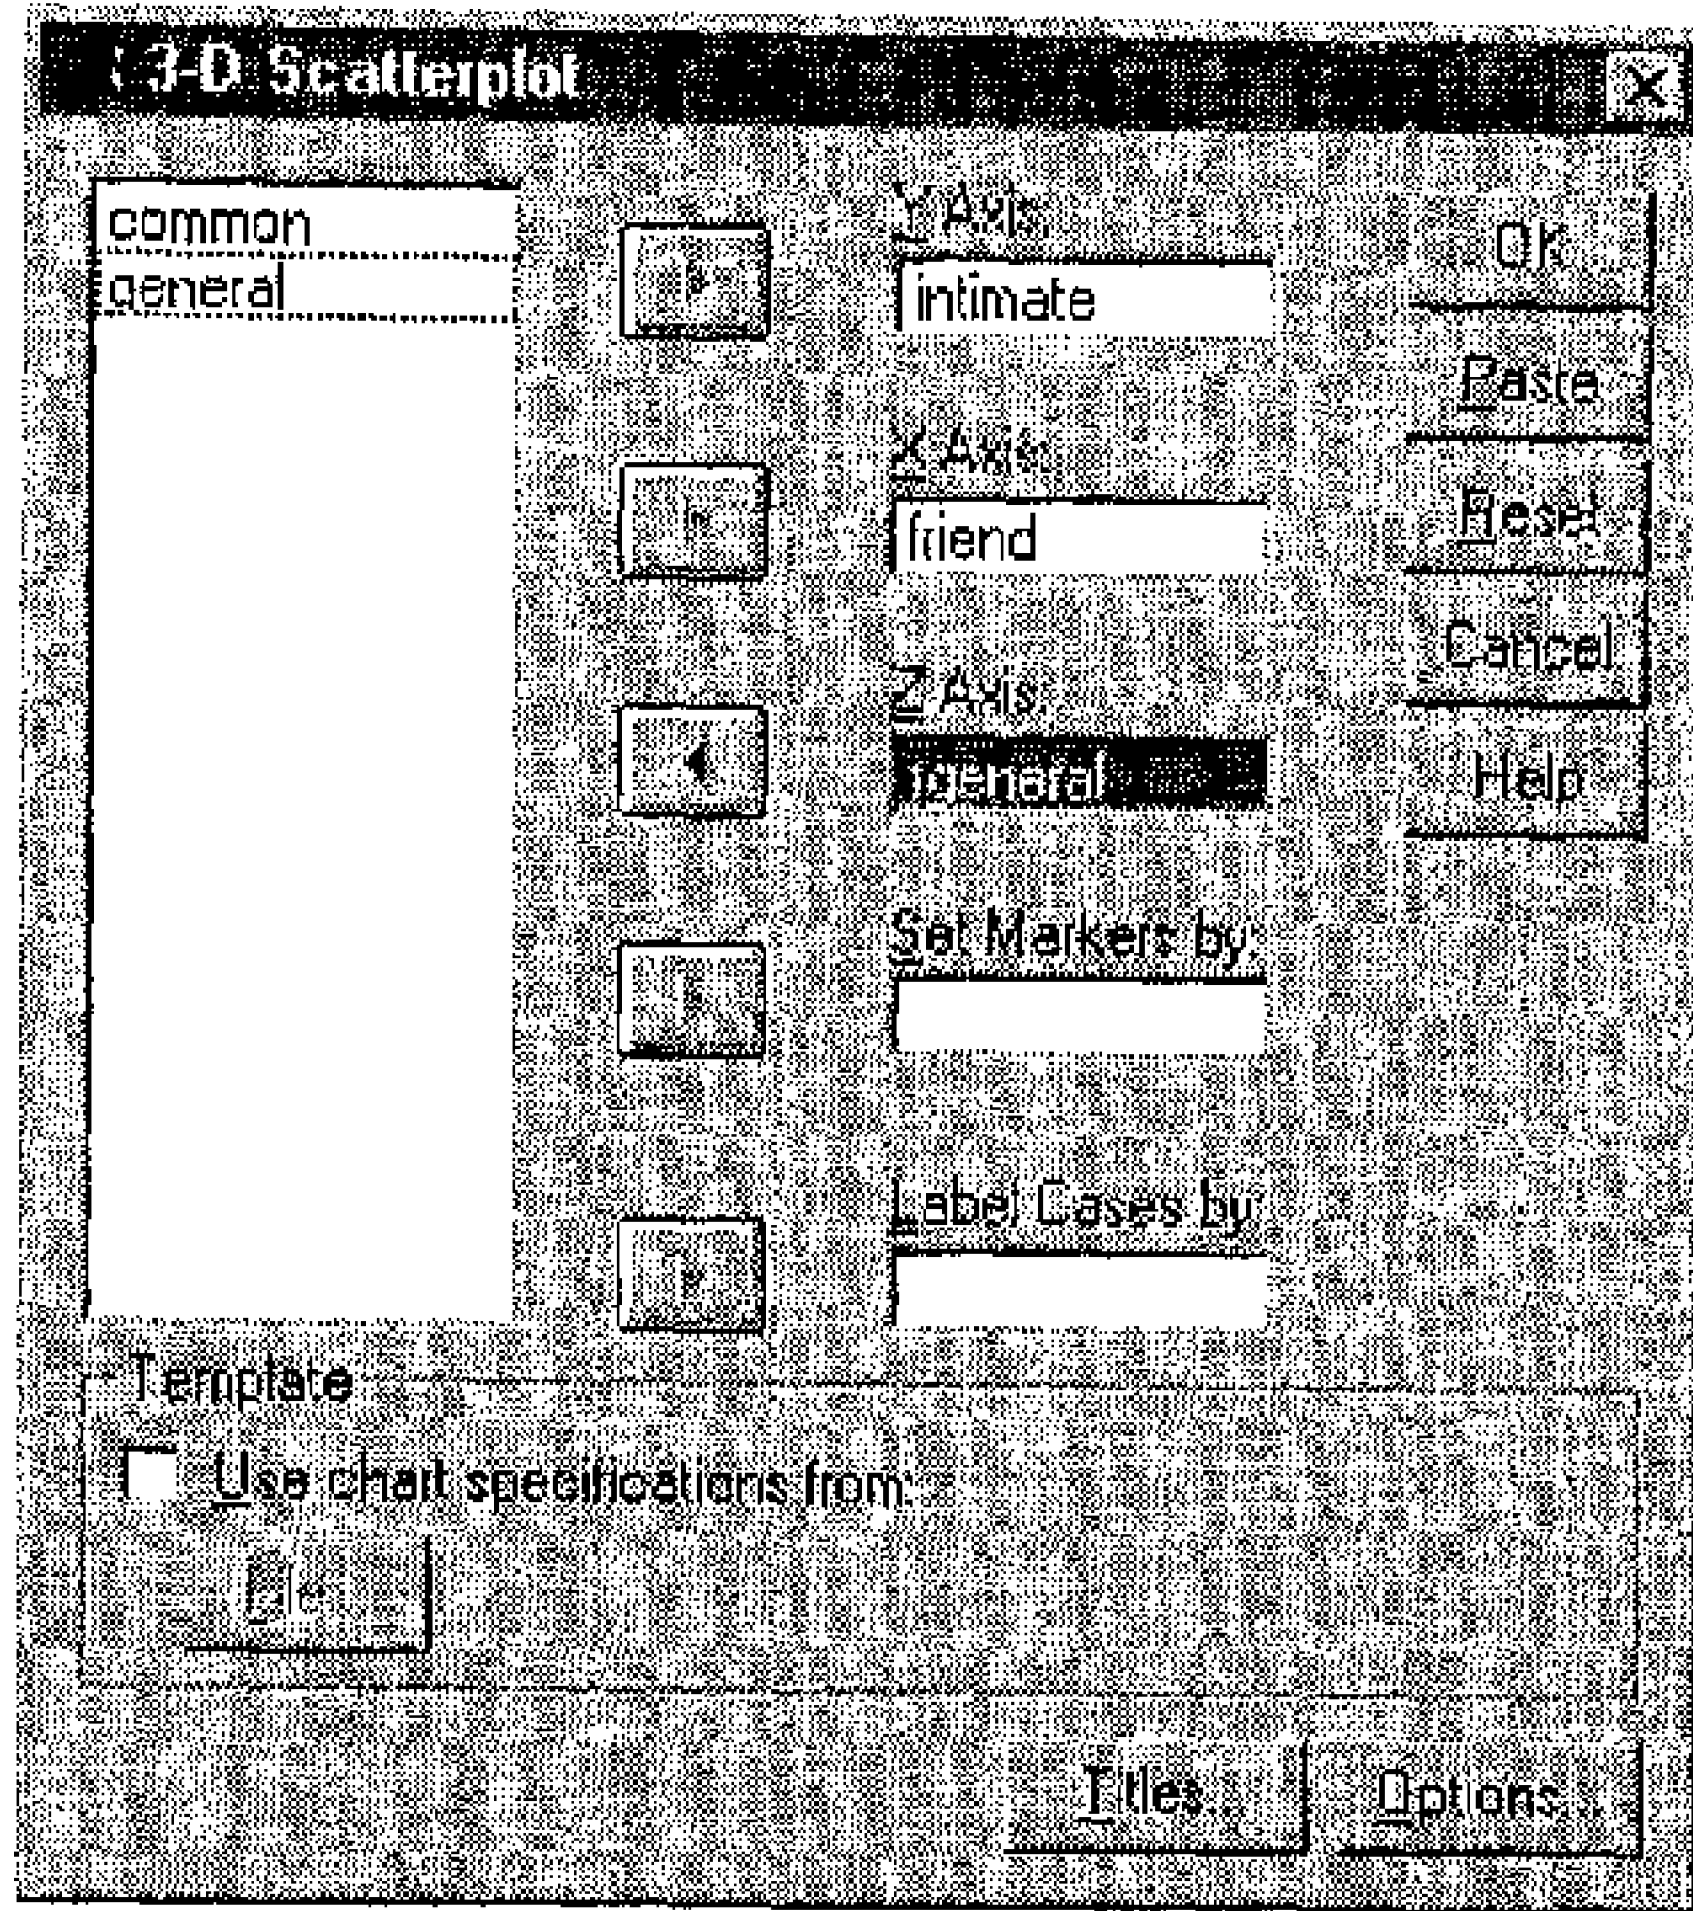 3-D Scatterplot
common
general
Y Axis:
intimate
X Axis:
friend
Z Axis:
rgeneral
Set Markers by:
Label Cases by:
OK
Paste
Reset
Cancel
Help
Template
Use chart specifications from:
Titles...
Options...